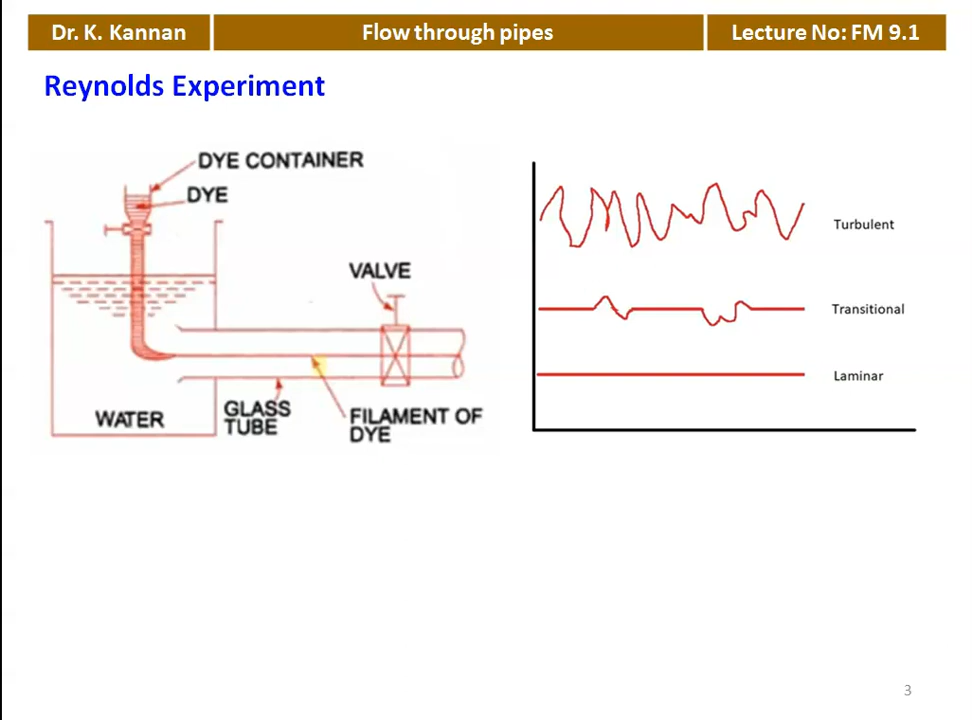 Dr. K. Kannan
Flow through pipes
Lecture No: FM 9.1
Reynolds Experiment
DYE CONTAINER
DYE
VALVE
WATER
GLASS
TUBE
FILAMENT OF
DYE
Turbulent
Transitional
Laminar
3